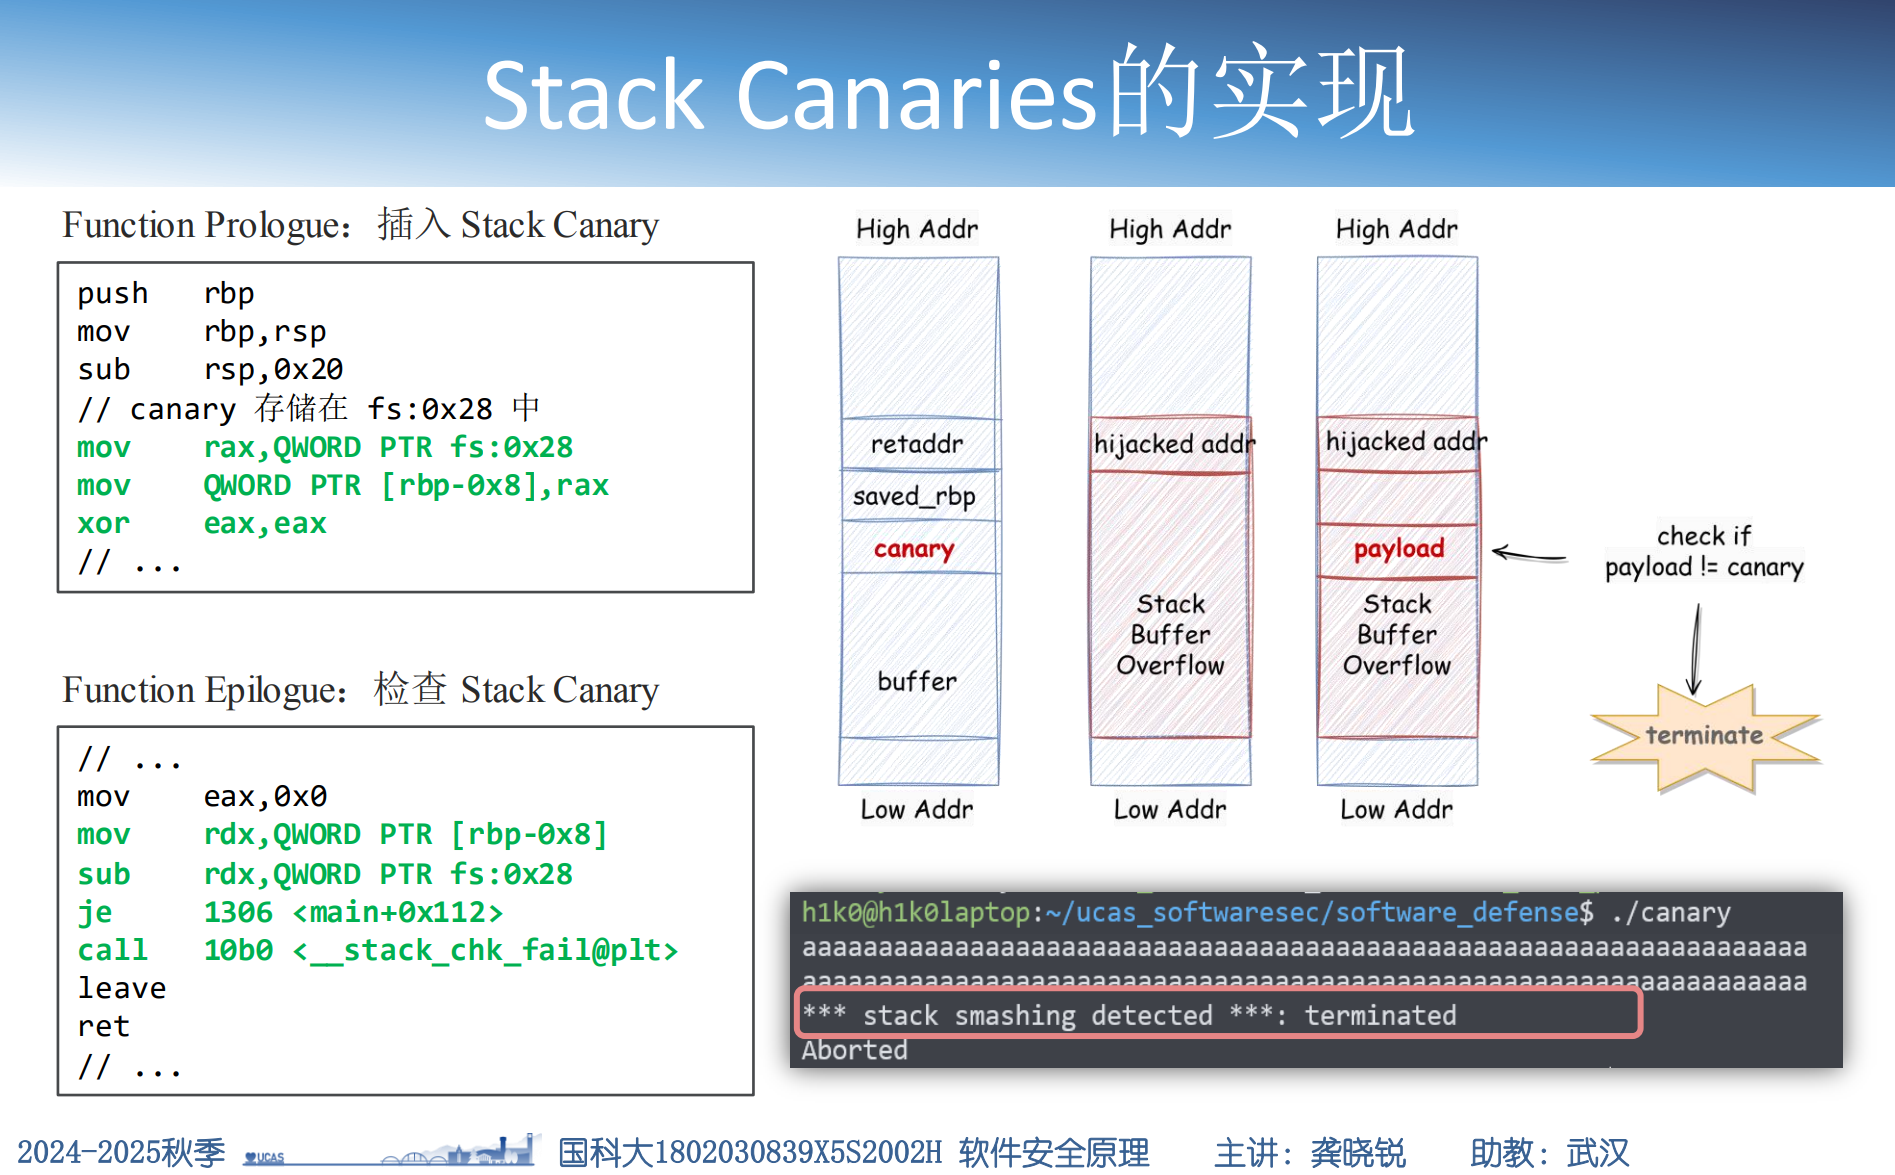 Stack Canaries的实现
Function Prologue：插入 Stack Canary
push rbp
mov rbp,rsp
sub rsp,0x20
// canary 存储在 fs:0x28 中
mov rax,QWORD PTR fs:0x28
mov QWORD PTR [rbp-0x8],rax
xor eax,eax
// ...
Function Epilogue：检查 Stack Canary
// ...
mov eax,0x0
mov rdx,QWORD PTR [rbp-0x8]
sub rdx,QWORD PTR fs:0x28
je 1306 <main+0x112>
call 10b0 <__stack_chk_fail@plt>
leave
ret
// ...
High Addr
retaddr
saved_rbp
canary
buffer
Low Addr
High Addr
hijacked addr
Stack
Buffer
Overflow
Low Addr
High Addr
hijacked addr
payload
Stack
Buffer
Overflow
Low Addr
check if
payload != canary
terminate
h1k0@h1k0laptop:~/ucas_softwaresec/software_defense$ ./canary
aaaaaaaaaaaaaaaaaaaaaaaaaaaaaaaaaaaaaaaaaaaaaaaaaaaaaaaaaaaaaaaaaa
aaaaaaaaaaaaaaaaaaaaaaaaaaaaaaaaaaaaaaaaaaaaaaaaaaaaaaaaaaaaaaaaaa
*** stack smashing detected ***: terminated
Aborted
2024-2025秋季 UCAS 国科大1802030839X5S2002H 软件安全原理 主讲：龚晓锐 助教：武汉